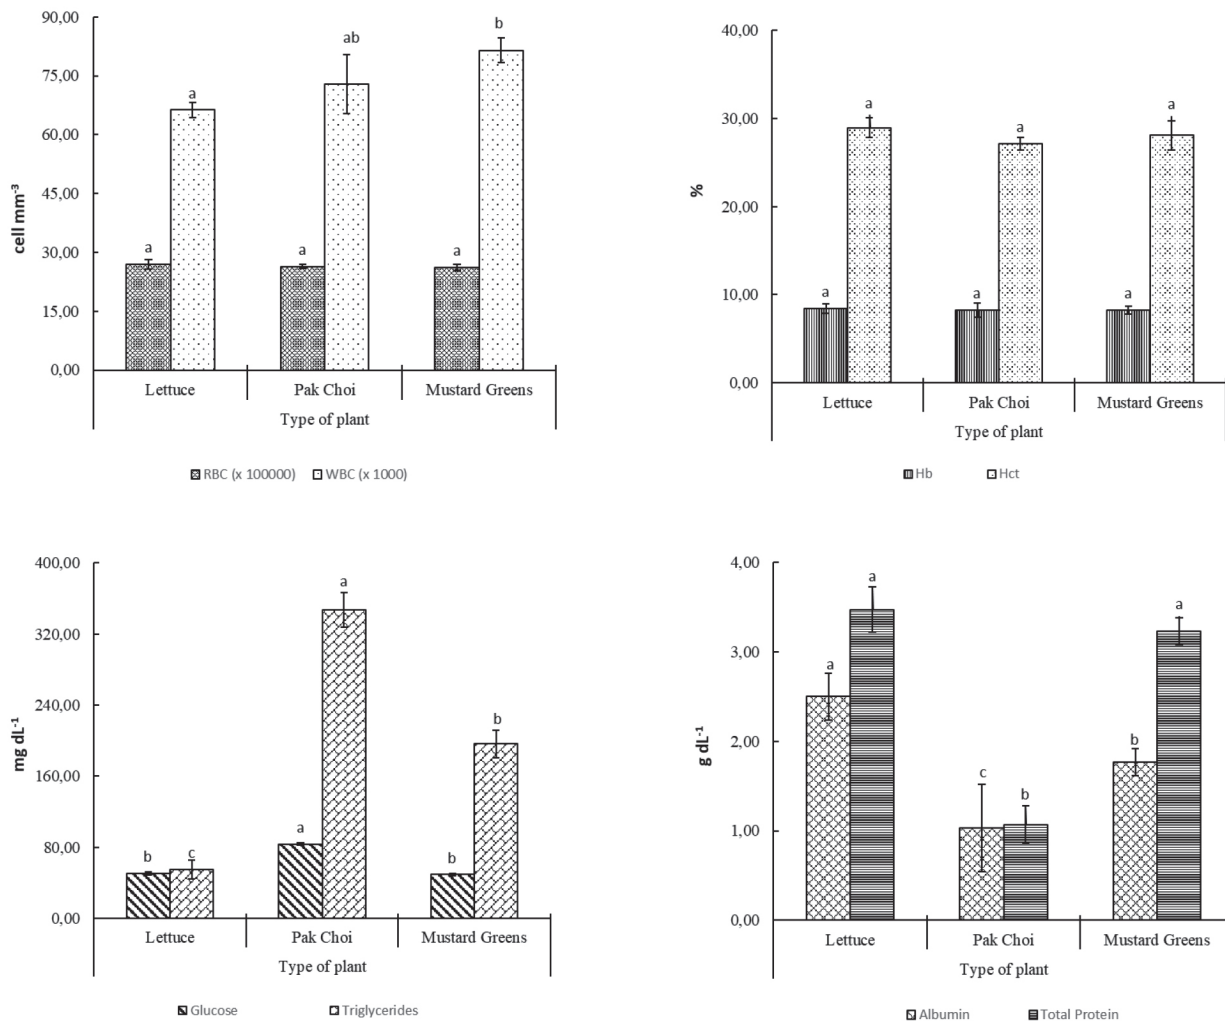 90,00
75,00
60,00
45,00
30,00
15,00
0,00
cell mm⁻³
a
a
a
ab
a
b
Lettuce
Pak Choi
Mustard Greens
Type of plant
RBC (x 100000)
WBC (x 1000)
40,00
30,00
20,00
10,00
0,00
%
a
a
a
a
a
a
Lettuce
Pak Choi
Mustard Greens
Type of plant
Hb
Hct
400,00
320,00
240,00
160,00
80,00
0,00
mg dL⁻¹
b
c
a
a
b
b
Lettuce
Pak Choi
Mustard Greens
Type of plant
Glucose
Triglycerides
4,00
3,00
2,00
1,00
0,00
g dL⁻¹
a
a
c
b
b
a
Lettuce
Pak Choi
Mustard Greens
Type of plant
Albumin
Total Protein